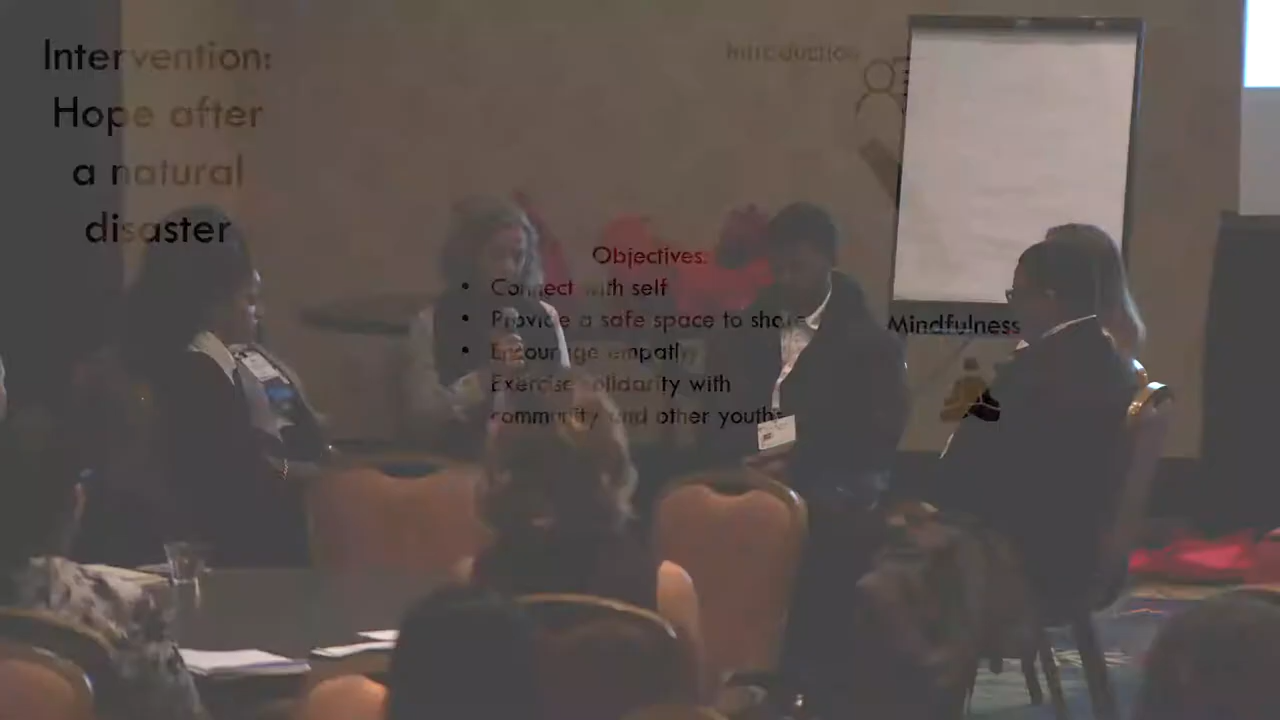 Intervention:
Hope after
a natural
disaster
Introduction
Objectives:
• Connect with self
• Provide a safe space to share
• Encourage empathy
Exercise solidarity with
community and other youths
Mindfulness